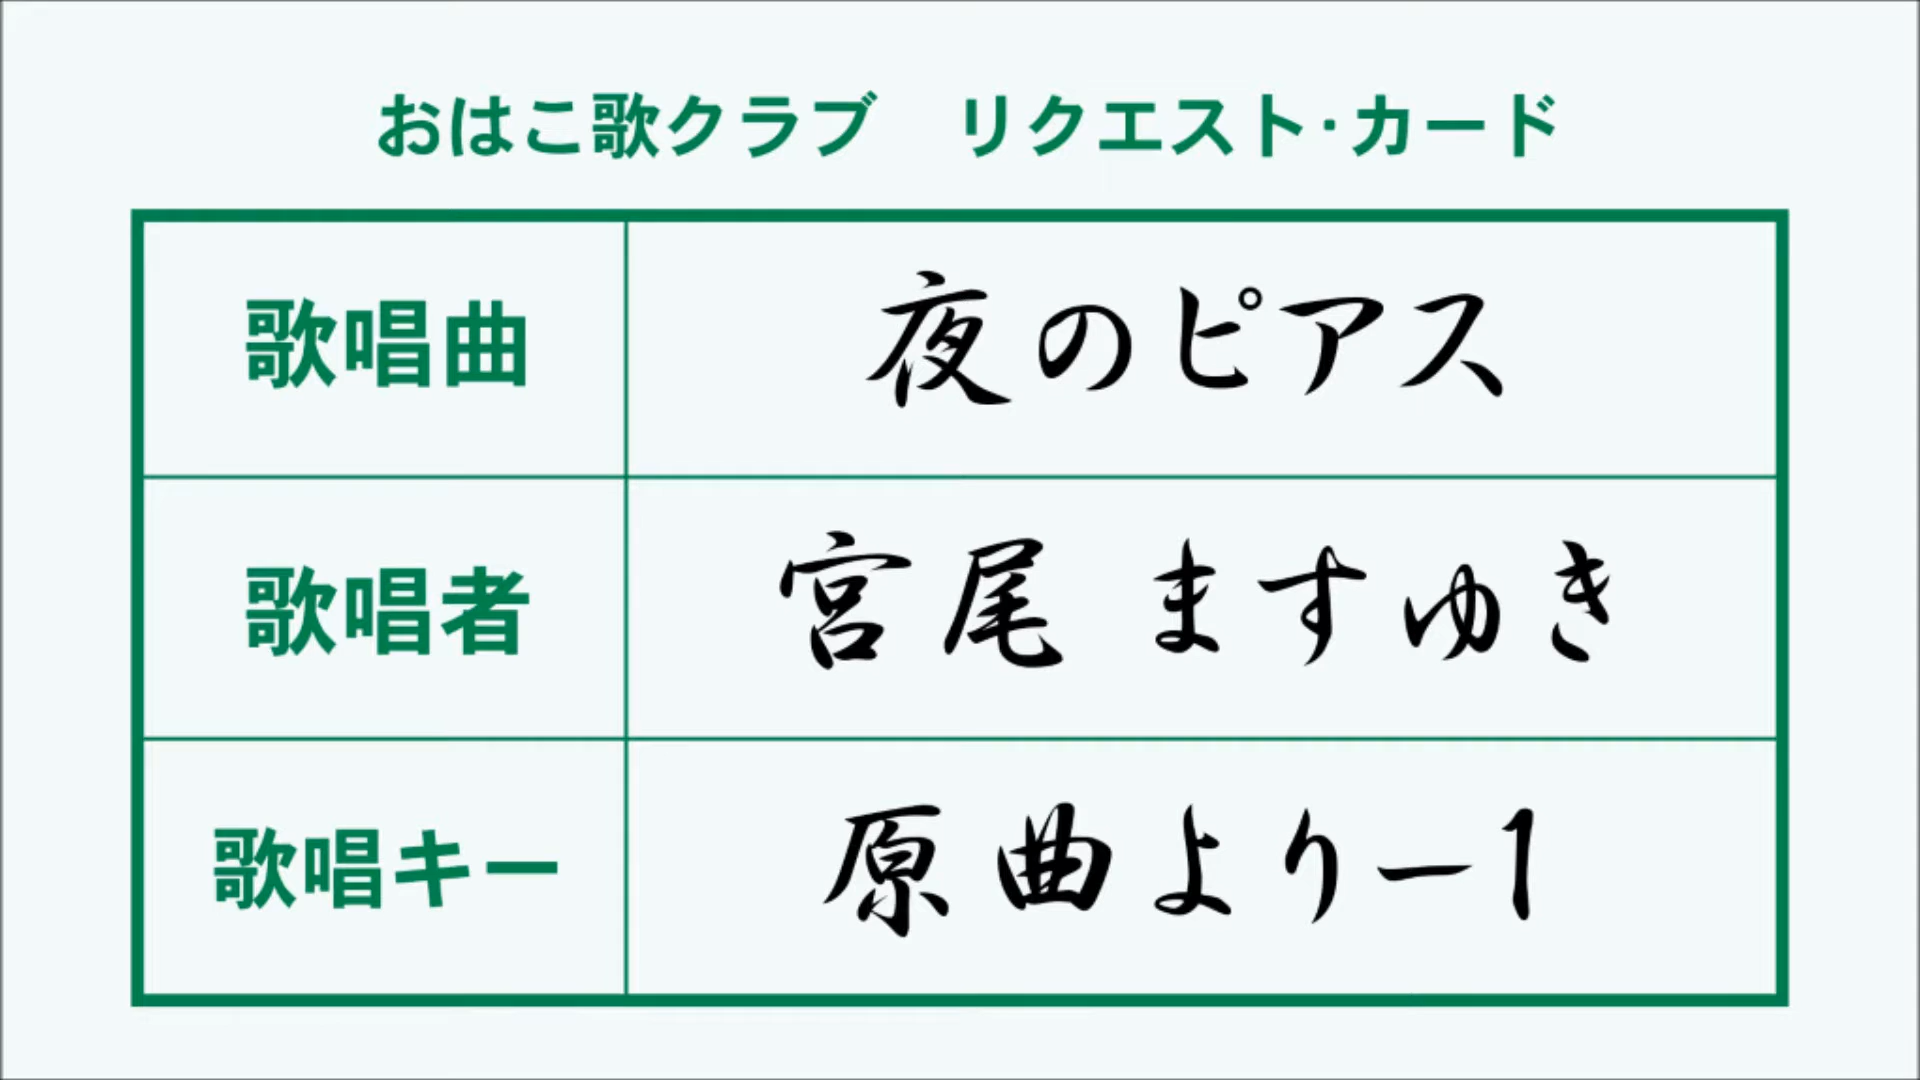 おはこ歌クラブ　リクエスト・カード
歌唱曲 夜のピアス
歌唱者 宮尾 ますゆき
歌唱キー 原曲より−1